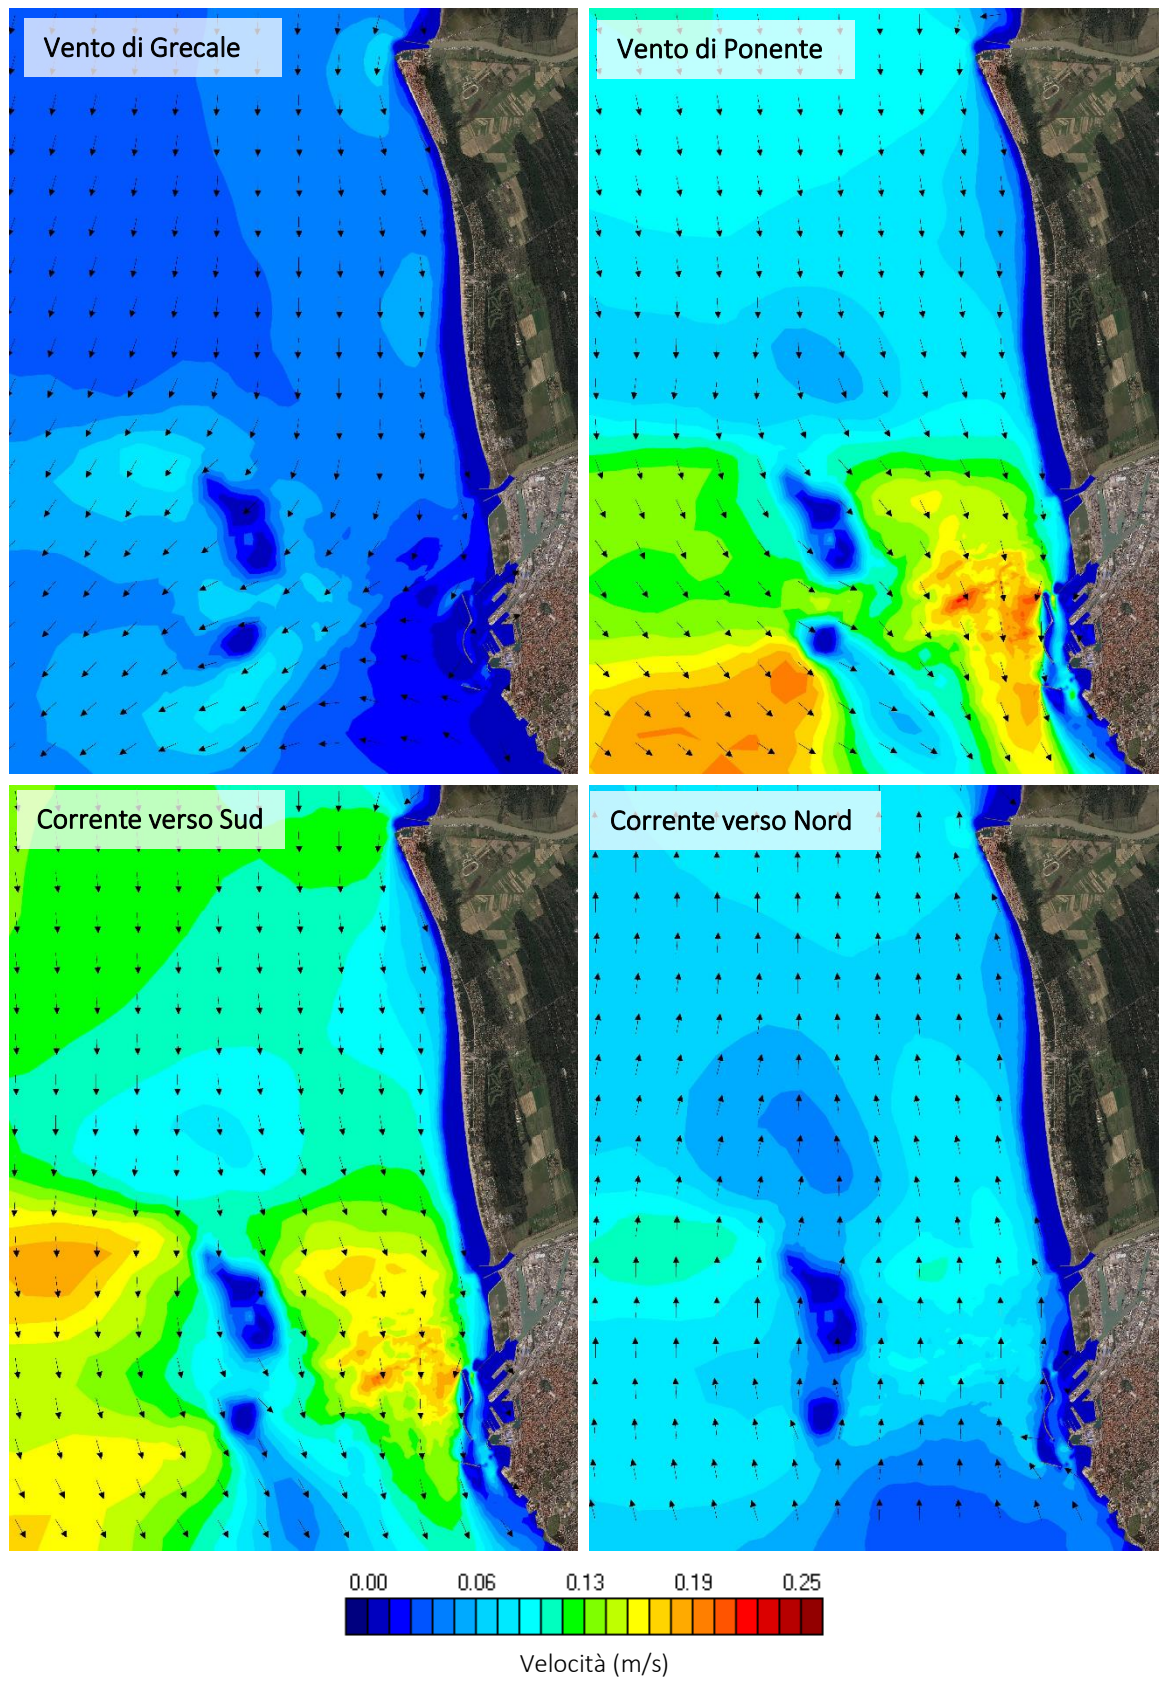 Vento di Grecale
Vento di Ponente
Corrente verso Sud
Corrente verso Nord
0.00 0.06 0.13 0.19 0.25
Velocità (m/s)